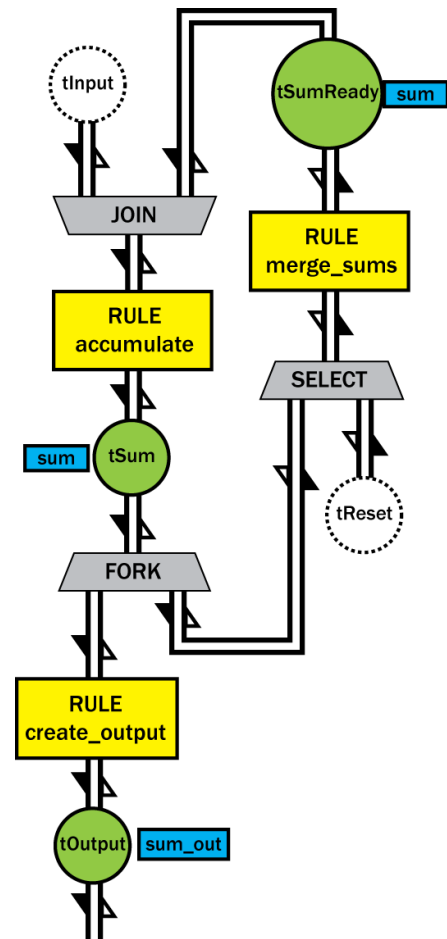 tInput
tSumReady
sum
JOIN
RULE
merge_sums
RULE
accumulate
SELECT
sum
tSum
tReset
FORK
RULE
create_output
tOutput
sum_out